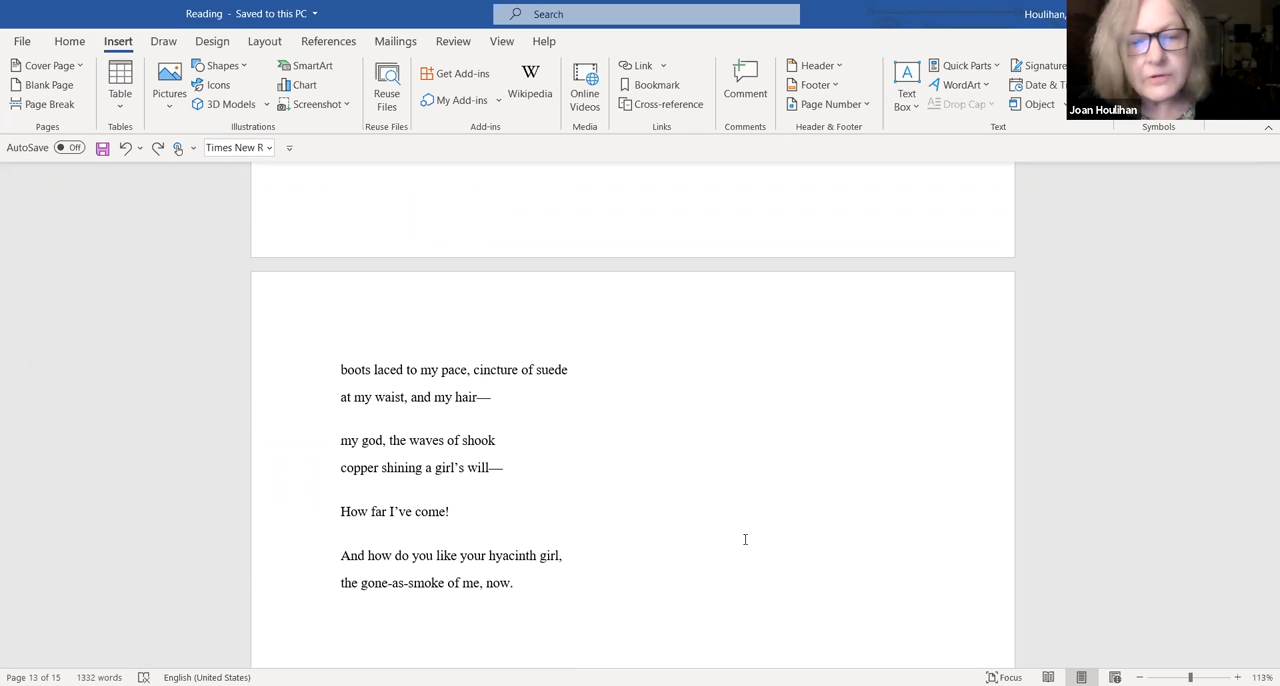 Reading - Saved to this PC
Search
Houlihan,
File Home Insert Draw Design Layout References Mailings Review View Help
Cover Page
Blank Page
Page Break
Pages
Table
Tables
Pictures
Shapes
Icons
3D Models
SmartArt
Chart
Screenshot
Illustrations
Reuse
Files
Reuse Files
Get Add-ins
My Add-ins
W
Wikipedia
Add-ins
Online
Videos
Media
Link
Bookmark
Cross-reference
Links
Comment
Comments
Header
Footer
Page Number
Header & Footer
A
Text
Box
Quick Parts
WordArt
Drop Cap
Date & Ti
Object
Text
Symbols
Joan Houlihan
AutoSave Off
Times New R
boots laced to my pace, cincture of suede
at my waist, and my hair—
my god, the waves of shook
copper shining a girl’s will—
How far I’ve come!
And how do you like your hyacinth girl,
the gone-as-smoke of me, now.
Page 13 of 15 1332 words English (United States)
Focus
113%